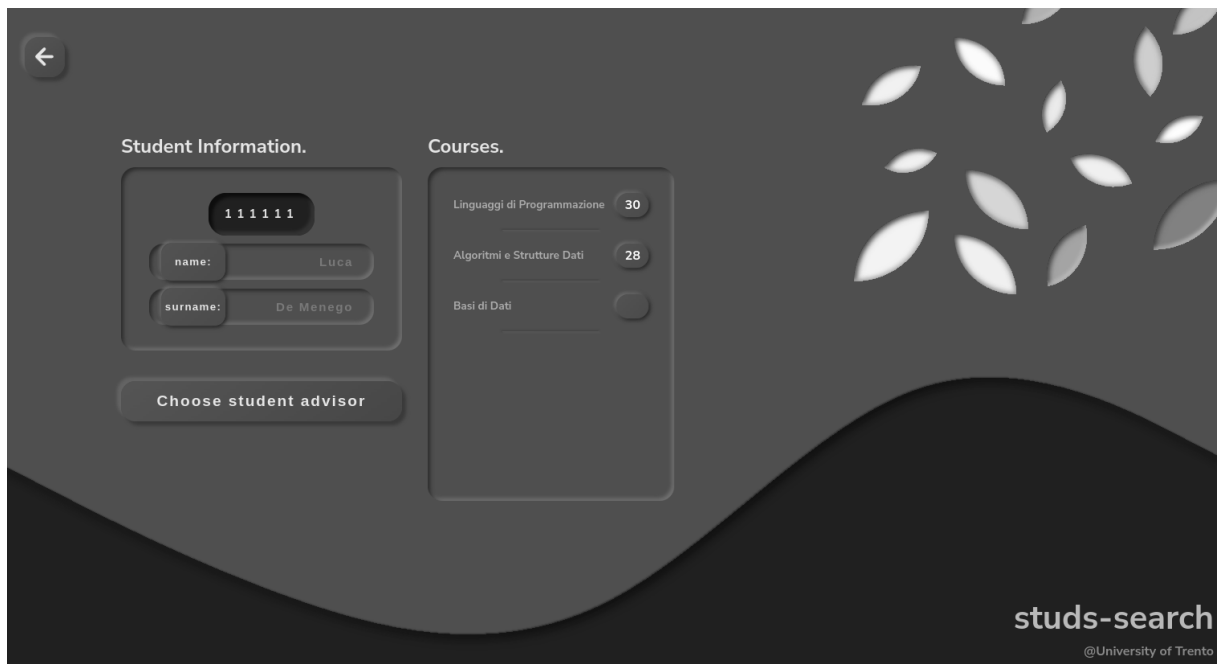 Student Information.
111111
name: Luca
surname: De Menego
Choose student advisor
Courses.
Linguaggi di Programmazione 30
Algoritmi e Strutture Dati 28
Basi di Dati
studs-search
@University of Trento